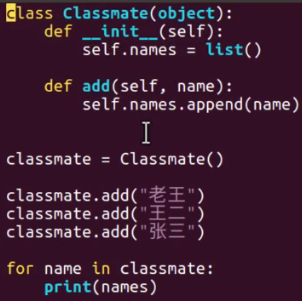 class Classmate(object):
    def __init__(self):
        self.names = list()

    def add(self, name):
        self.names.append(name)


classmate = Classmate()

classmate.add("老王")
classmate.add("王二")
classmate.add("张三")

for name in classmate:
    print(names)